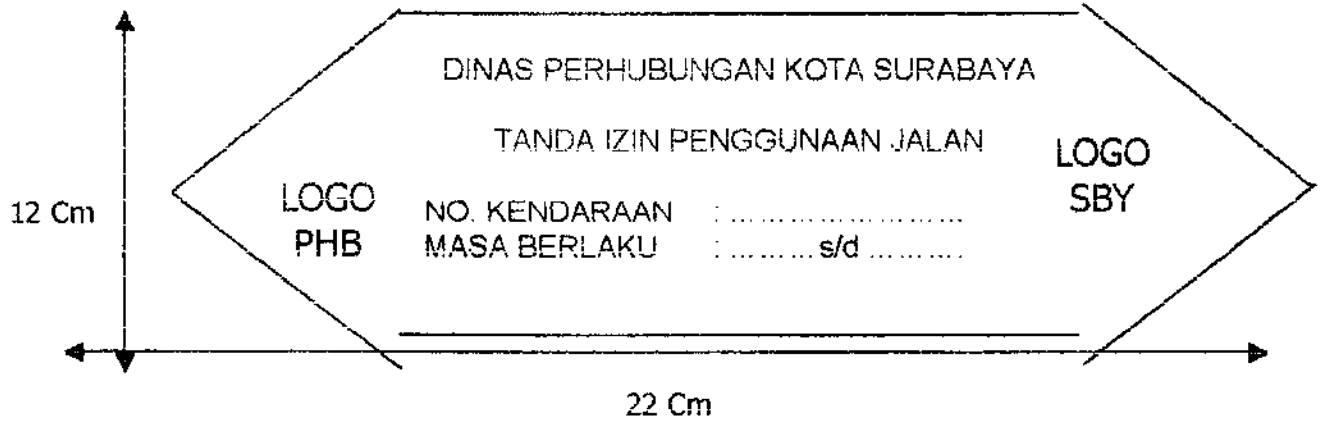 DINAS PERHUBUNGAN KOTA SURABAYA
TANDA IZIN PENGGUNAAN JALAN
LOGO
PHB
NO. KENDARAAN : ........................
MASA BERLAKU : ......... s/d ..........
LOGO
SBY
12 Cm
22 Cm